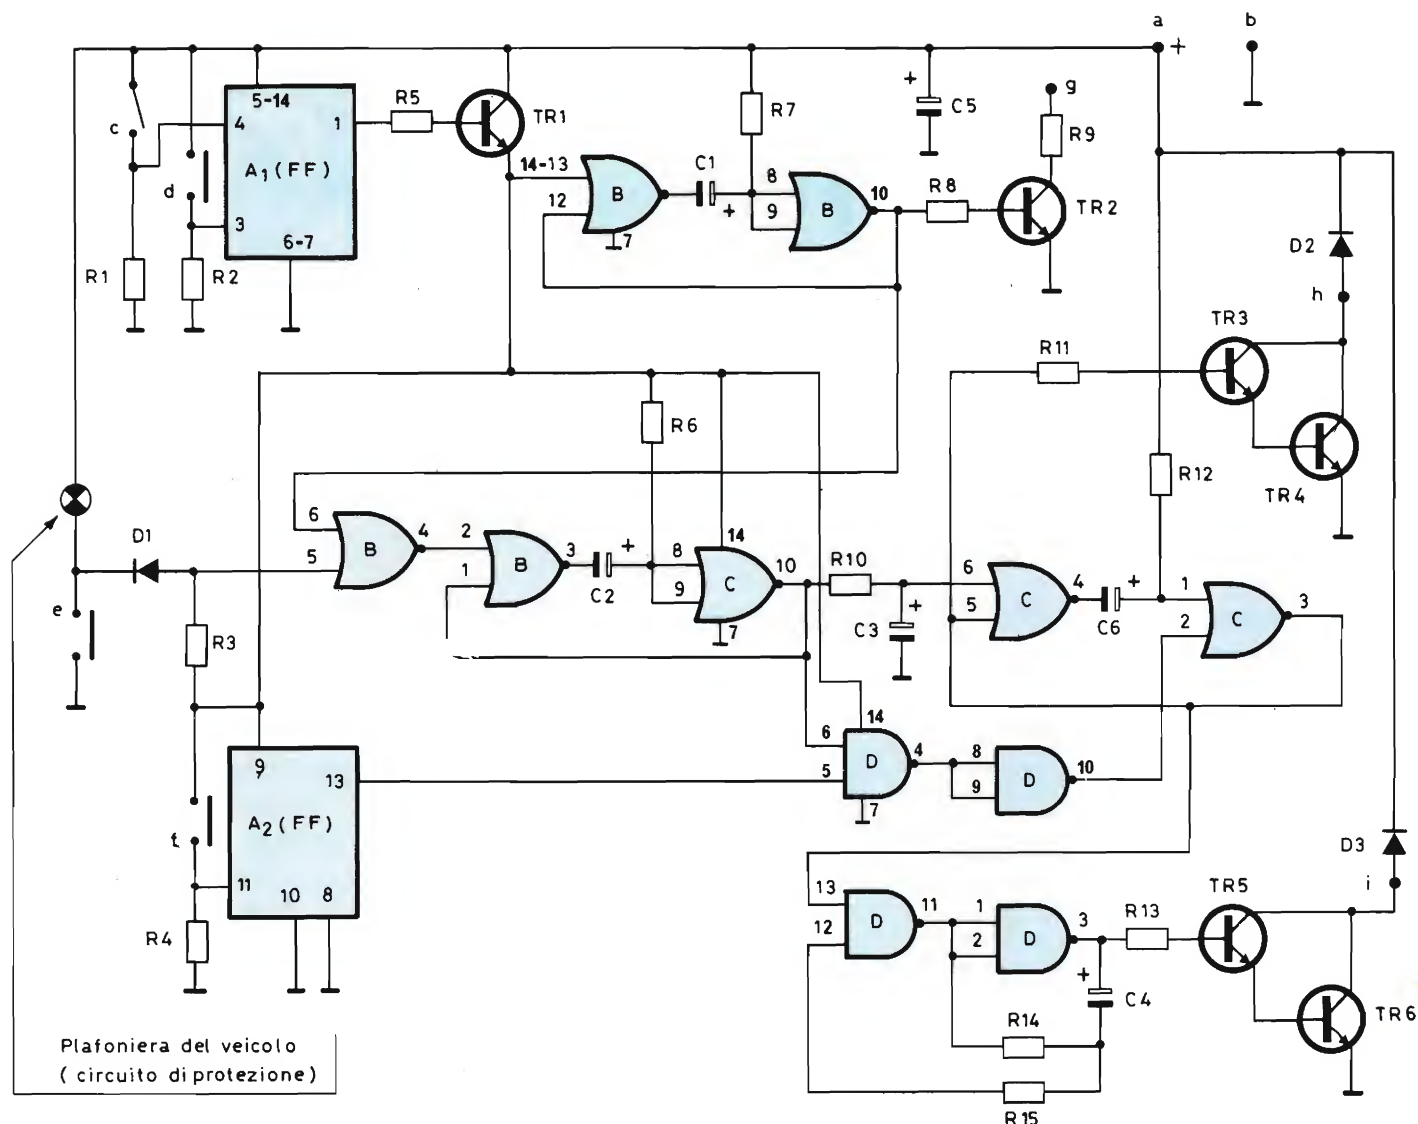 a + b
g
5-14
4 1
A1 (FF)
3
6-7
R5
TR1
c
d
R1
R2
14-13
12
B
7
C1
+
R7
8
9
B
10
R8
+
C5
R9
TR2
D2
h
TR3
TR4
R11
R12
R6
6
5
B
4
2
1
B
3
C2
+
8
9
14
C
7
10
R10
+
C3
6
5
C
4
+
C6
1
2
C
3
D1
e
R3
9
13
A2 (FF)
f
11
10 8
R4
6
5
14
D
4
7
8
9
D
10
D3
i
13
12
D
11
1
2
D
3
R13
+
C4
R14
R15
TR5
TR6
Plafoniera del veicolo
( circuito di protezione)